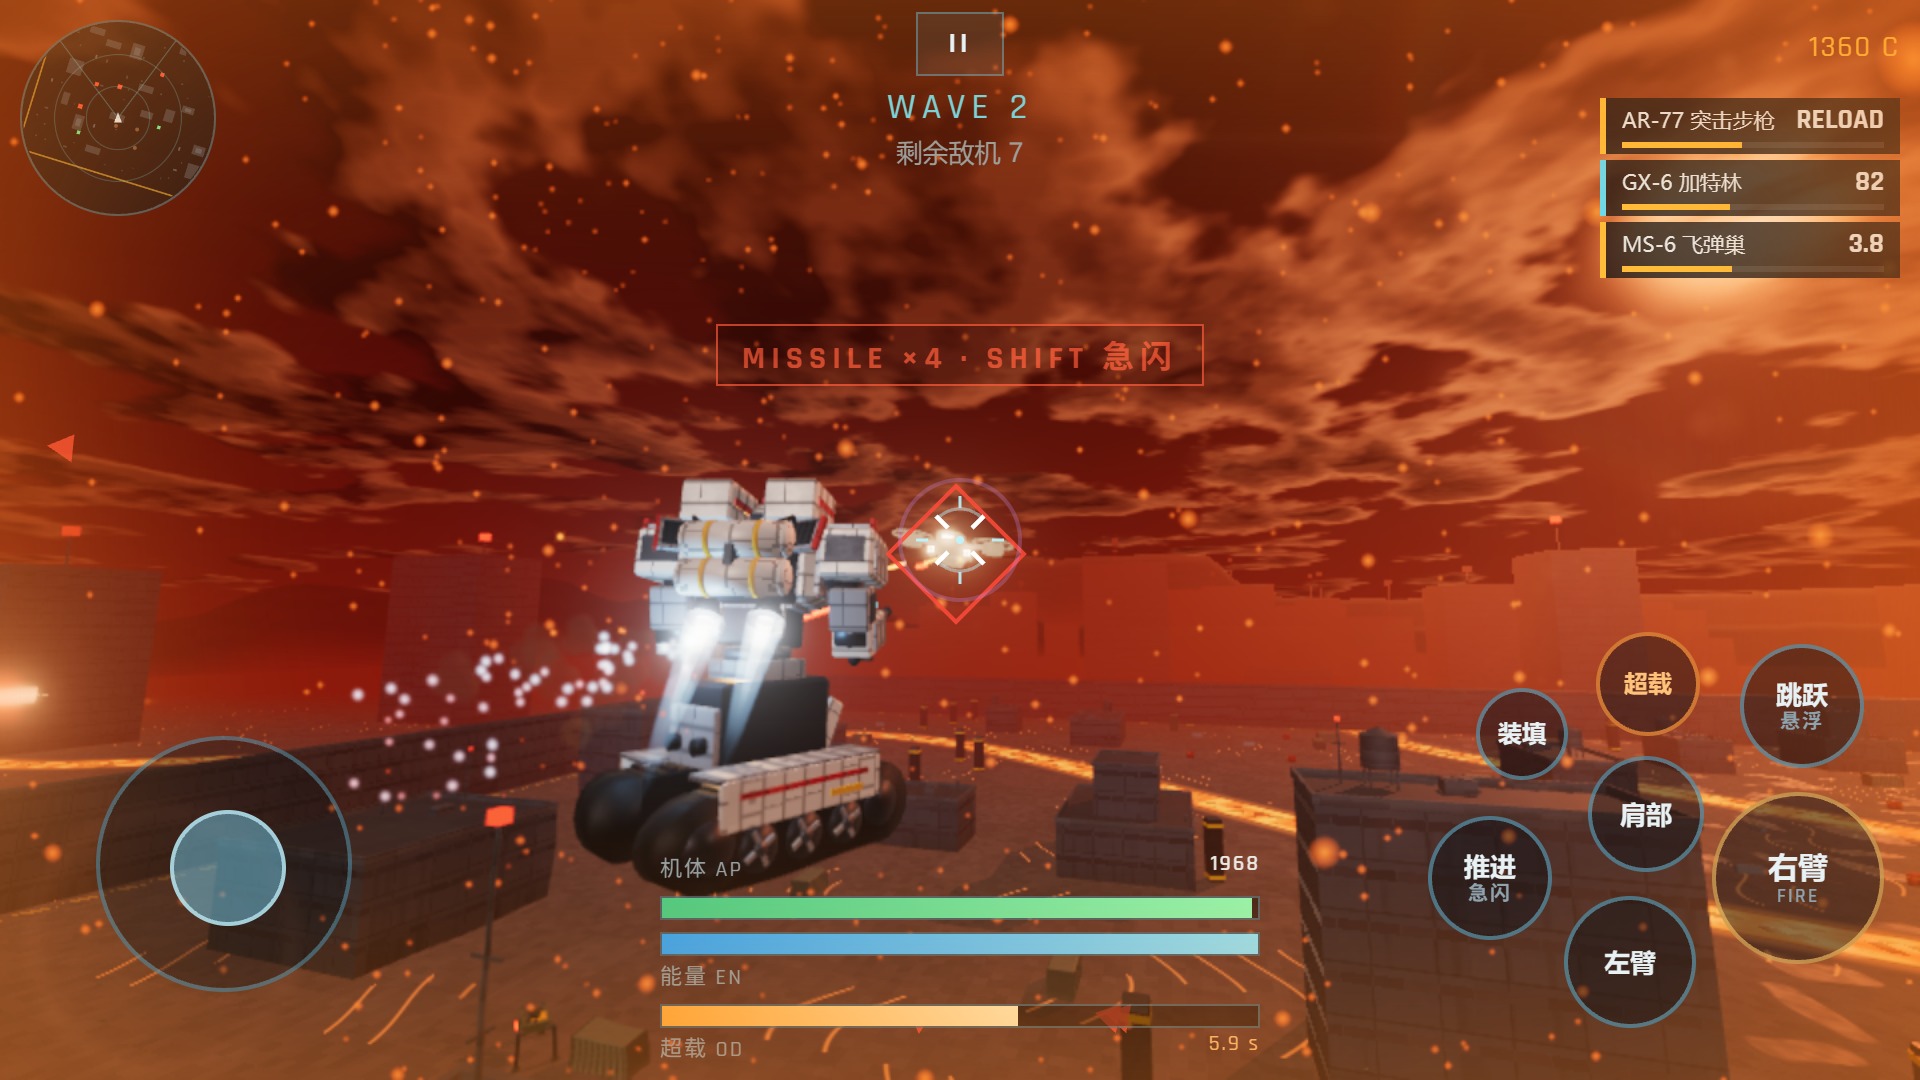 1360 C
WAVE 2
剩余敌机 7
AR-77 突击步枪 RELOAD
GX-6 加特林 82
MS-6 飞弹巢 3.8
MISSILE ×4 · SHIFT 急闪
超载
跳跃
悬浮
装填
肩部
推进
急闪
右臂
FIRE
左臂
机体 AP 1968
能量 EN
超载 OD 5.9 s